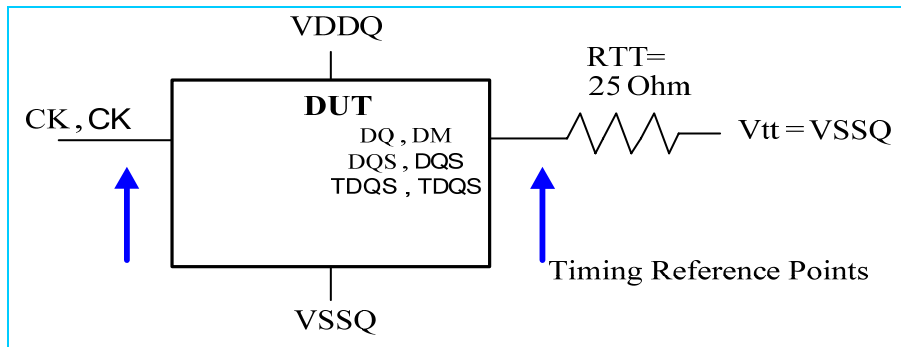 VDDQ
RTT=
25 Ohm
DUT
CK , CK
DQ , DM
DQS , DQS
TDQS , TDQS
Vtt = VSSQ
Timing Reference Points
VSSQ